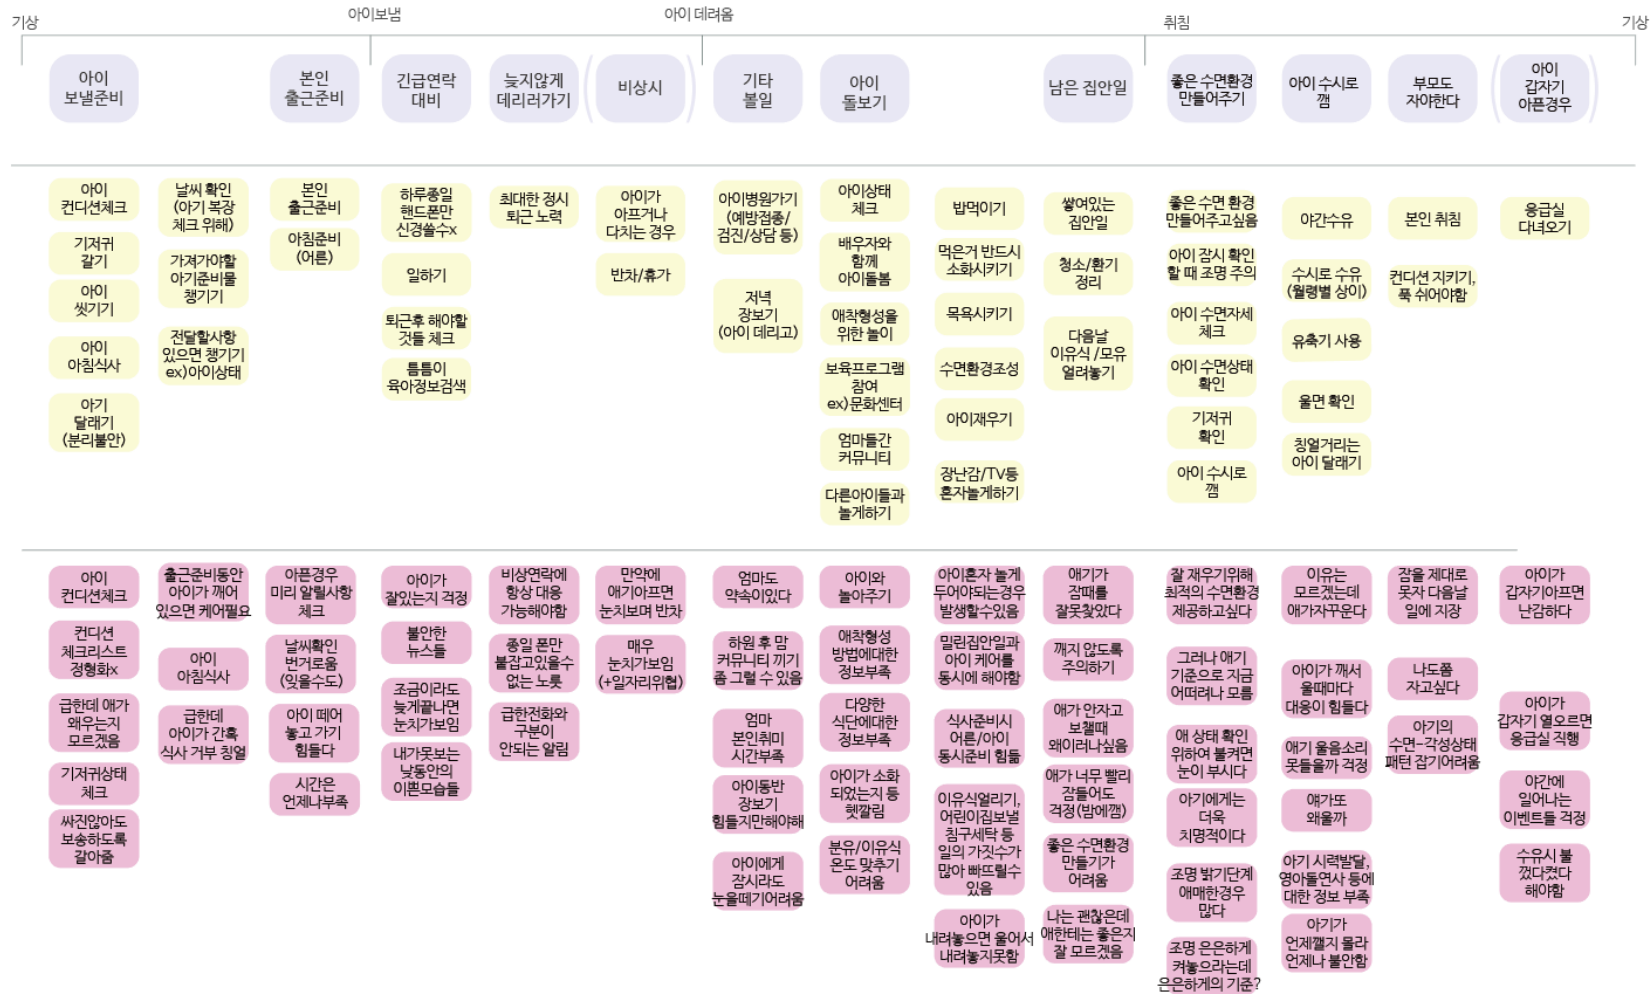 기상
아이보냄
아이 데려옴
취침
기상
아이
보낼준비
본인
출근준비
긴급연락
대비
늦지않게
데리러가기
비상시
기타
볼일
아이
돌보기
남은 집안일
좋은 수면환경
만들어주기
아이 수시로
깸
부모도
자야한다
아이
갑자기
아픈경우
아이
컨디션체크
기저귀
갈기
아이
씻기기
아이
아침식사
아기
달래기
(분리불안)
날씨 확인
(아기 복장
체크 위해)
가져가야할
아기준비물
챙기기
전달할사항
있으면 챙기기
ex)아이상태
본인
출근준비
아침준비
(어른)
하루종일
핸드폰만
신경쓸수x
일하기
퇴근후 해야할
것들 체크
틈틈이
육아정보검색
최대한 정시
퇴근 노력
아이가
아프거나
다치는 경우
반차/휴가
아이병원가기
(예방접종/
검진/상담 등)
저녁
장보기
(아이 데리고)
아이상태
체크
배우자와
함께
아이돌봄
애착형성을
위한 놀이
보육프로그램
참여
ex)문화센터
엄마들간
커뮤니티
다른아이들과
놀게하기
밥먹이기
먹은거 반드시
소화시키기
목욕시키기
수면환경조성
아이재우기
장난감/TV등
혼자놀게하기
쌓여있는
집안일
청소/환기
정리
다음날
이유식 /모유
얼려놓기
좋은 수면 환경
만들어주고싶음
아이 잠시 확인
할 때 조명 주의
아이 수면자세
체크
아이 수면상태
확인
기저귀
확인
아이 수시로
깸
야간수유
수시로 수유
(월령별 상이)
유축기 사용
울면 확인
칭얼거리는
아이 달래기
본인 취침
컨디션 지키기,
푹 쉬어야함
응급실
다녀오기
아이
컨디션체크
컨디션
체크리스트
정형화x
급한데 애가
왜우는지
모르겠음
기저귀상태
체크
싸진않아도
보송하도록
갈아줌
출근준비동안
아이가 깨어
있으면 케어필요
아이
아침식사
급한데
아이가 간혹
식사 거부 칭얼
아픈경우
미리 알릴사항
체크
날씨확인
번거로움
(잊을수도)
아이 떼어
놓고 가기
힘들다
시간은
언제나부족
아이가
잘있는지 걱정
불안한
뉴스들
조금이라도
늦게끝나면
눈치가보임
내가못보는
낮동안의
이쁜모습들
비상연락에
항상 대응
가능해야함
종일 폰만
붙잡고있을수
없는 노릇
급한전화와
구분이
안되는 알림
만약에
애기아프면
눈치보며 반차
매우
눈치가보임
(+일자리위협)
엄마도
약속이있다
하원 후 맘
커뮤니티 끼기
좀 그럴 수 있음
엄마
본인취미
시간부족
아이동반
장보기
힘들지만해야해
아이에게
잠시라도
눈을떼기어려움
아이와
놀아주기
애착형성
방법에대한
정보부족
다양한
식단에대한
정보부족
아이가 소화
되었는지 등
헷갈림
분유/이유식
온도 맞추기
어려움
아이혼자 놀게
두어야되는경우
발생할수있음
밀린집안일과
아이 케어를
동시에 해야함
식사준비시
어른/아이
동시준비 힘듦
이유식얼리기,
어린이집보낼
침구세탁 등
일의 가짓수가
많아 빠뜨릴수
있음
아이가
내려놓으면 울어서
내려놓지못함
애기가
잠때를
잘못찾았다
깨지 않도록
주의하기
애가 안자고
보챌때
왜이러나싶음
애가 너무 빨리
잠들어도
걱정(밤에깸)
좋은 수면환경
만들기가
어려움
나는 괜찮은데
애한테는 좋은지
잘 모르겠음
잘 재우기위해
최적의 수면환경
제공하고싶다
그러나 애기
기준으로 지금
어떠려나 모름
애 상태 확인
위하여 불켜면
눈이 부시다
아기에게는
더욱
치명적이다
조명 밝기단계
애매한경우
많다
조명 은은하게
켜놓으라는데
은은하게의 기준?
이유는
모르겠는데
애가자꾸운다
아이가 깨서
울때마다
대응이 힘들다
애기 울음소리
못들을까 걱정
얘가또
왜울까
아기 시력발달,
영아돌연사 등에
대한 정보 부족
아기가
언제깰지 몰라
언제나 불안함
잠을 제대로
못자 다음날
일에 지장
나도쫌
자고싶다
아기의
수면-각성상태
패턴 잡기어려움
아이가
갑자기아프면
난감하다
아이가
갑자기 열오르면
응급실 직행
야간에
일어나는
이벤트들 걱정
수유시 불
껐다켰다
해야함